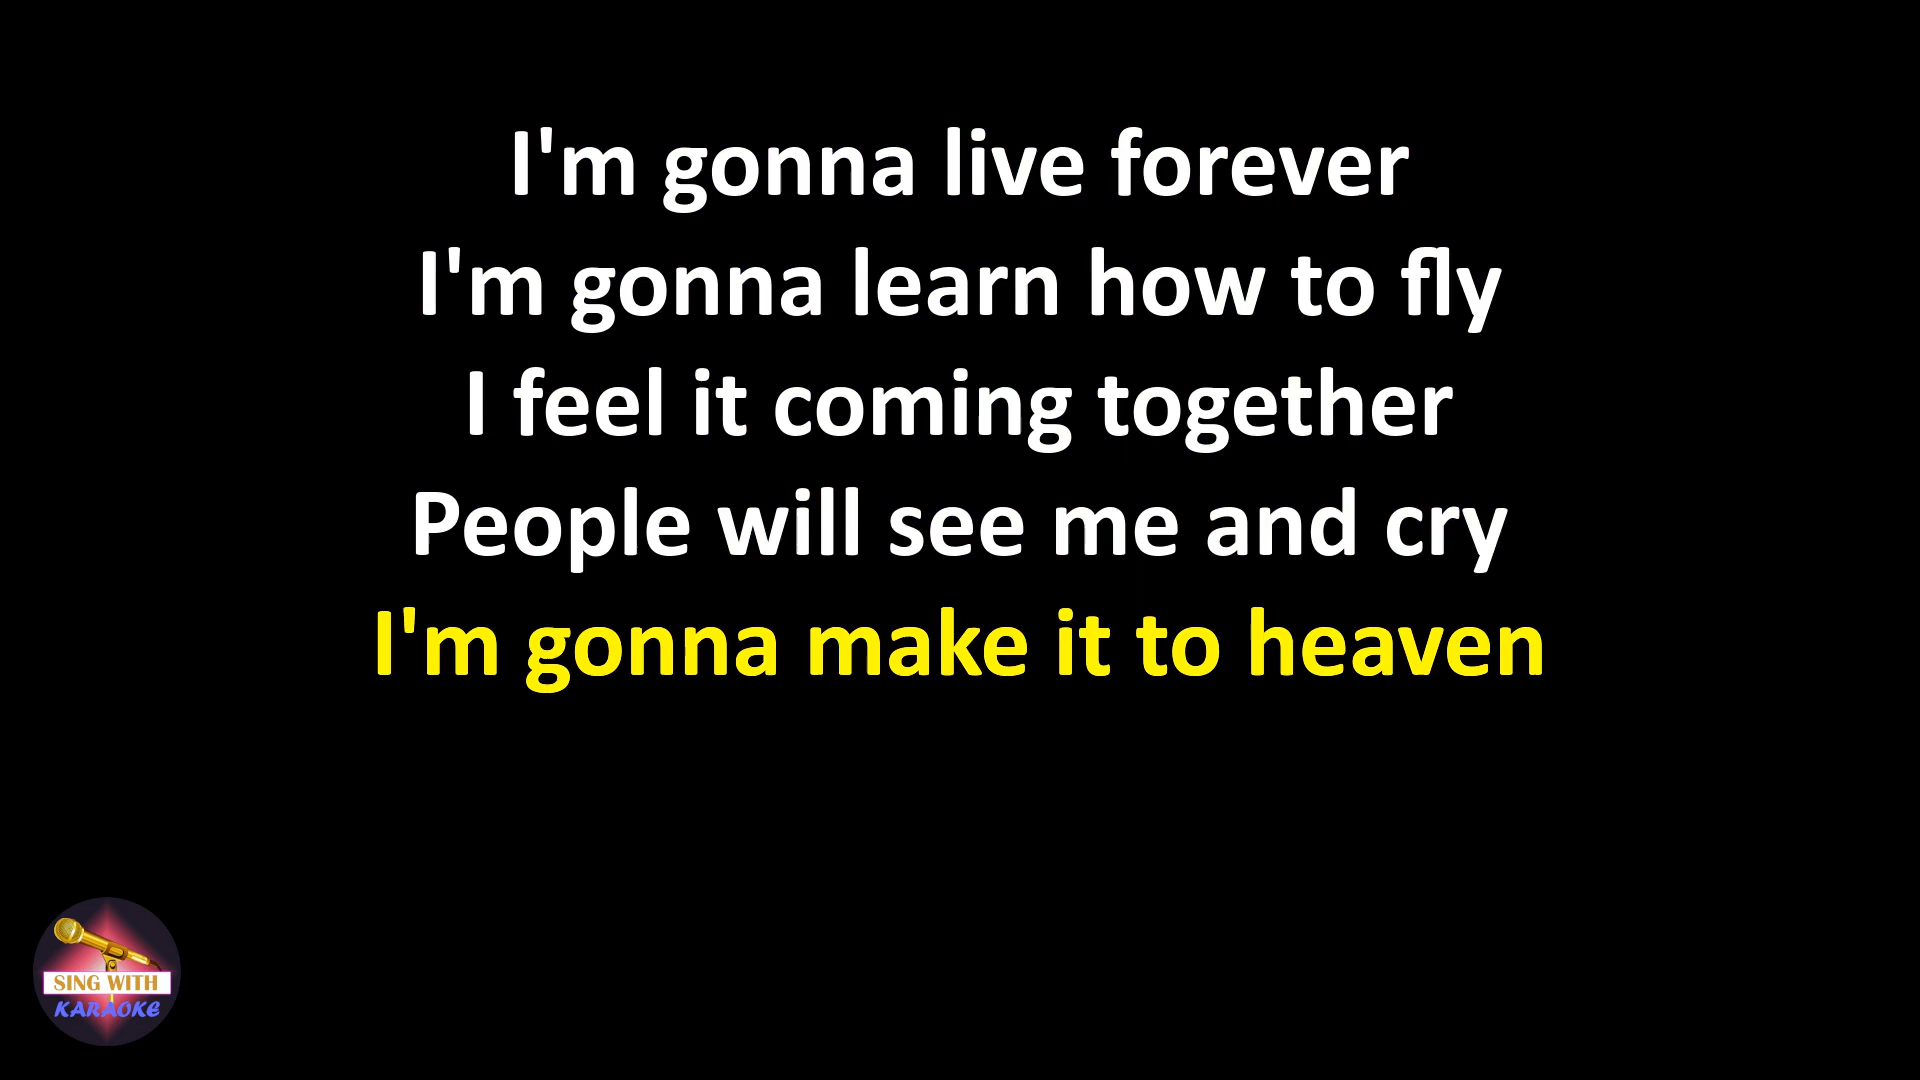 I'm gonna live forever
I'm gonna learn how to fly
I feel it coming together
People will see me and cry
I'm gonna make it to heaven
SING WITH
KARAOKE